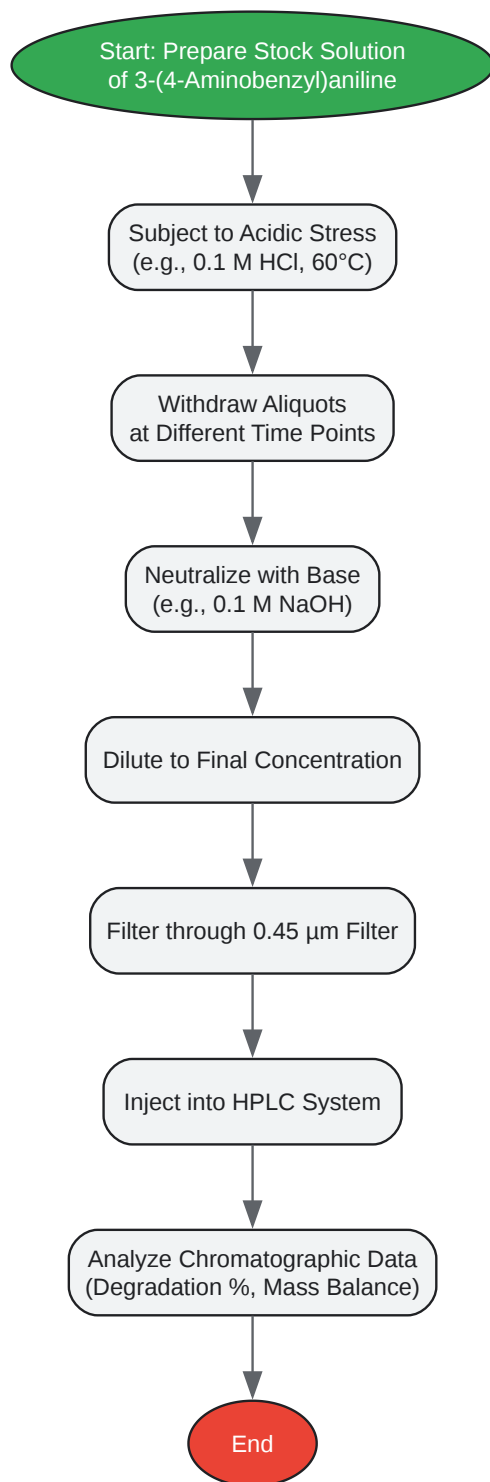 Start: Prepare Stock Solution
of 3-(4-Aminobenzyl)aniline
Subject to Acidic Stress
(e.g., 0.1 M HCl, 60°C)
Withdraw Aliquots
at Different Time Points
Neutralize with Base
(e.g., 0.1 M NaOH)
Dilute to Final Concentration
Filter through 0.45 µm Filter
Inject into HPLC System
Analyze Chromatographic Data
(Degradation %, Mass Balance)
End